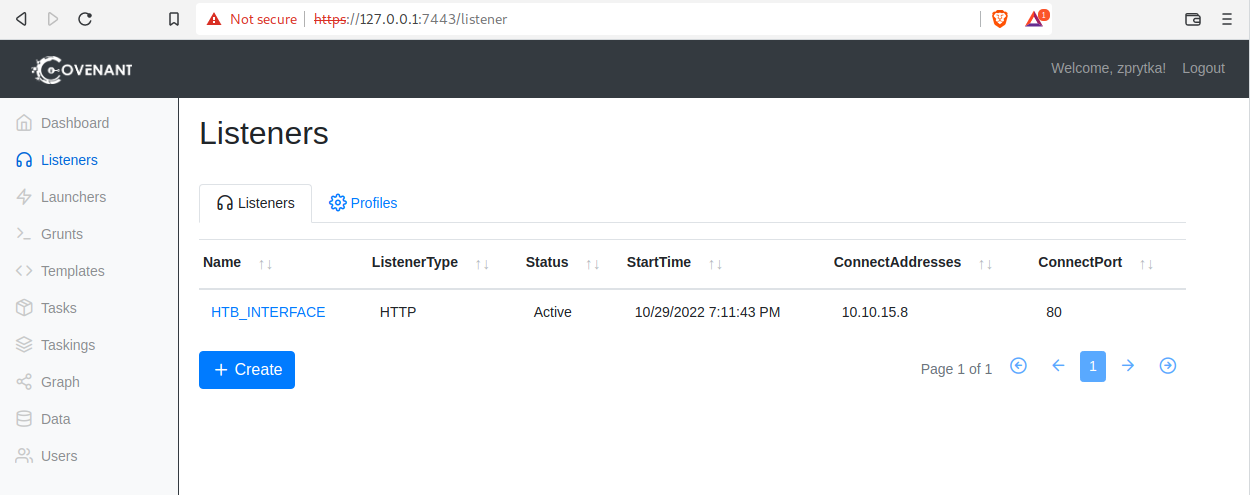 Not secure https://127.0.0.1:7443/listener 1
COVENANT Welcome, zprytka! Logout
Dashboard
Listeners
Launchers
Grunts
Templates
Tasks
Taskings
Graph
Data
Users
Listeners
Listeners Profiles
Name ↑↓ ListenerType ↑↓ Status ↑↓ StartTime ↑↓ ConnectAddresses ↑↓ ConnectPort ↑↓
HTB_INTERFACE HTTP Active 10/29/2022 7:11:43 PM 10.10.15.8 80
+ Create Page 1 of 1 1